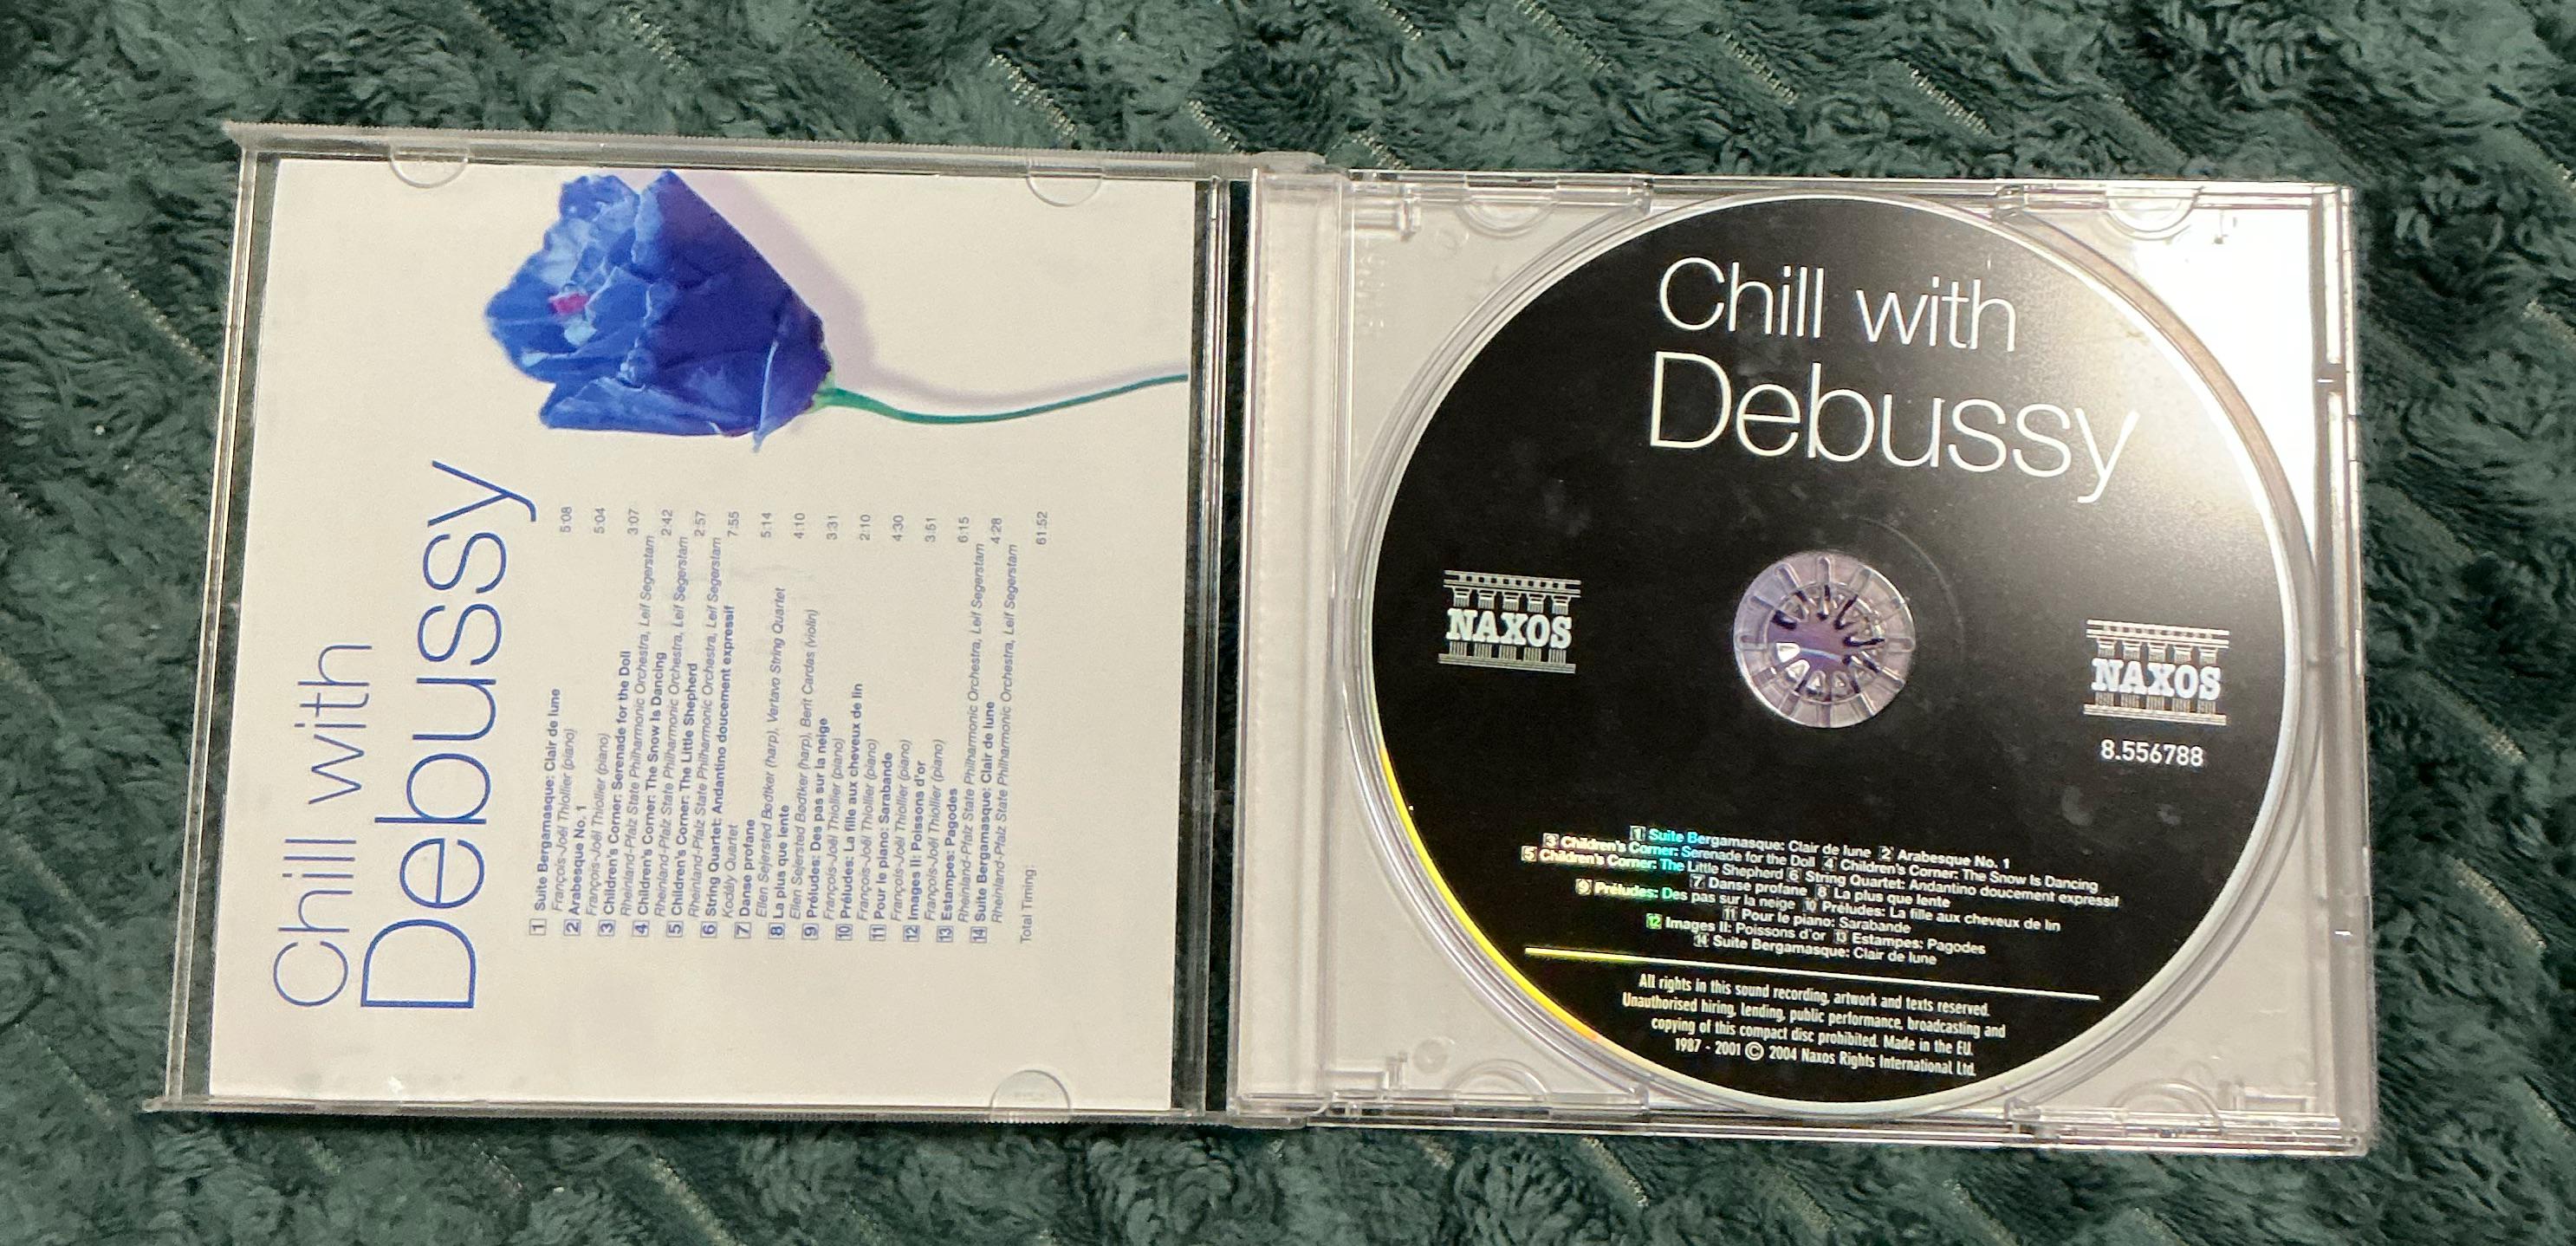 Chill with
Debussy
1 Suite Bergamasque: Clair de lune 5:08
François-Joël Thiollier (piano)
2 Arabesque No. 1 5:04
François-Joël Thiollier (piano)
3 Children's Corner: Serenade for the Doll 3:07
Rheinland-Pfalz State Philharmonic Orchestra, Leif Segerstam
4 Children's Corner: The Snow Is Dancing 2:42
Rheinland-Pfalz State Philharmonic Orchestra, Leif Segerstam
5 Children's Corner: The Little Shepherd 2:57
Rheinland-Pfalz State Philharmonic Orchestra, Leif Segerstam
6 String Quartet: Andantino doucement expressif 7:55
Kodály Quartet
7 Danse profane 5:14
Ellen Sejersted Bødtker (harp), Vertavo String Quartet
8 La plus que lente 4:10
Ellen Sejersted Bødtker (harp), Berit Cardas (violin)
9 Préludes: Des pas sur la neige 3:31
François-Joël Thiollier (piano)
10 Préludes: La fille aux cheveux de lin 2:10
François-Joël Thiollier (piano)
11 Pour le piano: Sarabande 4:30
François-Joël Thiollier (piano)
12 Images II: Poissons d'or 3:51
François-Joël Thiollier (piano)
13 Estampes: Pagodes 6:15
Rheinland-Pfalz State Philharmonic Orchestra, Leif Segerstam
14 Suite Bergamasque: Clair de lune 4:28
Rheinland-Pfalz State Philharmonic Orchestra, Leif Segerstam
Total Timing: 61:52
Chill with
Debussy
NAXOS
NAXOS
8.556788
1 Suite Bergamasque: Clair de lune 2 Arabesque No. 1
3 Children's Corner: Serenade for the Doll 4 Children's Corner: The Snow Is Dancing
5 Children's Corner: The Little Shepherd 6 String Quartet: Andantino doucement expressif
7 Danse profane 8 La plus que lente
9 Préludes: Des pas sur la neige 10 Préludes: La fille aux cheveux de lin
11 Pour le piano: Sarabande
12 Images II: Poissons d'or 13 Estampes: Pagodes
14 Suite Bergamasque: Clair de lune
All rights in this sound recording, artwork and texts reserved.
Unauthorised hiring, lending, public performance, broadcasting and
copying of this compact disc prohibited. Made in the EU.
1987 - 2001 © 2004 Naxos Rights International Ltd.